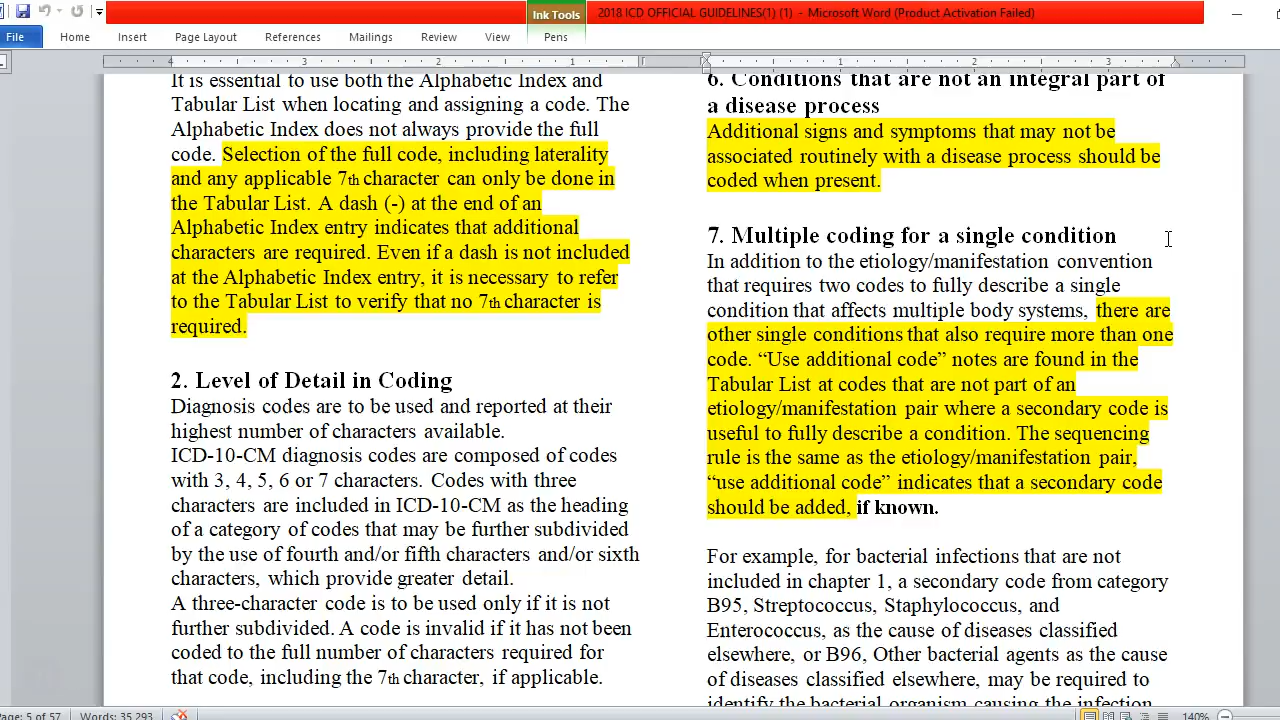 Ink Tools
2018 ICD OFFICIAL GUIDELINES(1) (1) - Microsoft Word (Product Activation Failed)
File Home Insert Page Layout References Mailings Review View Pens
4 3 2 1 1 2 3
It is essential to use both the Alphabetic Index and
Tabular List when locating and assigning a code. The
Alphabetic Index does not always provide the full
code. Selection of the full code, including laterality
and any applicable 7th character can only be done in
the Tabular List. A dash (-) at the end of an
Alphabetic Index entry indicates that additional
characters are required. Even if a dash is not included
at the Alphabetic Index entry, it is necessary to refer
to the Tabular List to verify that no 7th character is
required.
2. Level of Detail in Coding
Diagnosis codes are to be used and reported at their
highest number of characters available.
ICD-10-CM diagnosis codes are composed of codes
with 3, 4, 5, 6 or 7 characters. Codes with three
characters are included in ICD-10-CM as the heading
of a category of codes that may be further subdivided
by the use of fourth and/or fifth characters and/or sixth
characters, which provide greater detail.
A three-character code is to be used only if it is not
further subdivided. A code is invalid if it has not been
coded to the full number of characters required for
that code, including the 7th character, if applicable.
6. Conditions that are not an integral part of
a disease process
Additional signs and symptoms that may not be
associated routinely with a disease process should be
coded when present.
7. Multiple coding for a single condition
In addition to the etiology/manifestation convention
that requires two codes to fully describe a single
condition that affects multiple body systems, there are
other single conditions that also require more than one
code. “Use additional code” notes are found in the
Tabular List at codes that are not part of an
etiology/manifestation pair where a secondary code is
useful to fully describe a condition. The sequencing
rule is the same as the etiology/manifestation pair,
“use additional code” indicates that a secondary code
should be added, if known.
For example, for bacterial infections that are not
included in chapter 1, a secondary code from category
B95, Streptococcus, Staphylococcus, and
Enterococcus, as the cause of diseases classified
elsewhere, or B96, Other bacterial agents as the cause
of diseases classified elsewhere, may be required to
identify the bacterial organism causing the infection
Page: 5 of 57 Words: 35,293 140%